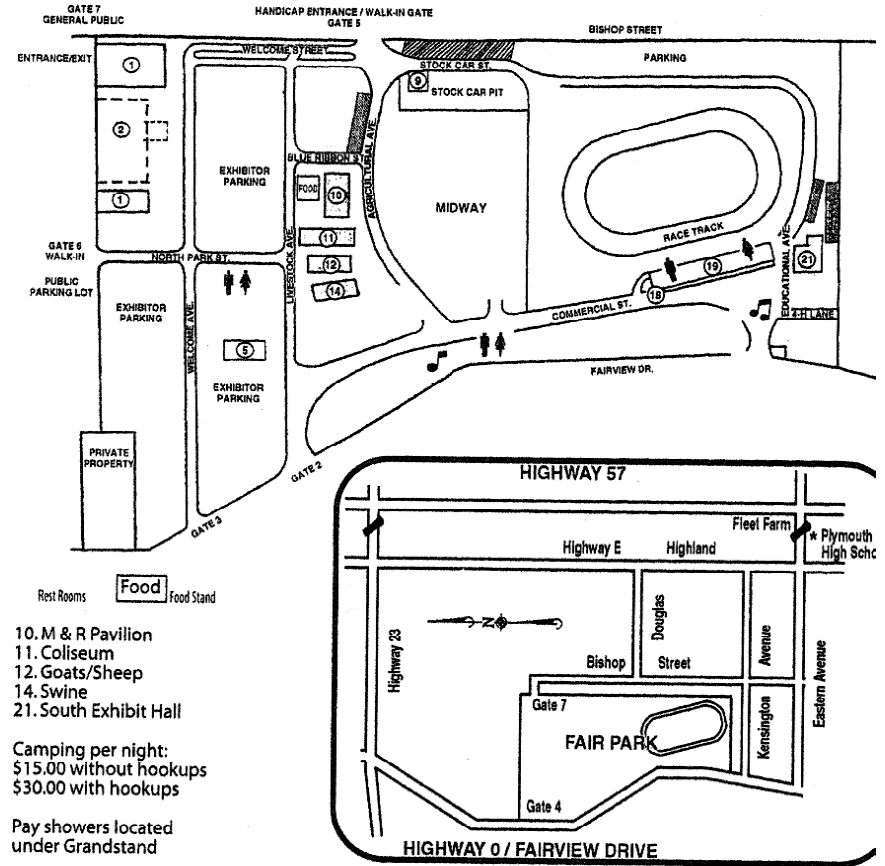 GATE 7
GENERAL PUBLIC
HANDICAP ENTRANCE / WALK-IN GATE
GATE 5
BISHOP STREET
ENTRANCE/EXIT
1
WELCOME STREET
STOCK CAR ST.
PARKING
9
STOCK CAR PIT
2
AGRICULTURAL AVE.
BLUE RIBBON ST.
EXHIBITOR
PARKING
FOOD
10
MIDWAY
1
11
RACE TRACK
GATE 6
WALK-IN
NORTH PARK ST.
LIVESTOCK AVE.
12
19
EDUCATIONAL AVE.
21
PUBLIC
PARKING LOT
14
18
EXHIBITOR
PARKING
COMMERCIAL ST.
4-H LANE
WELCOME AVE.
5
EXHIBITOR
PARKING
FAIRVIEW DR.
PRIVATE
PROPERTY
GATE 2
GATE 3
HIGHWAY 57
Fleet Farm
* Plymouth
High Scho
Highway E
Highland
Highway 23
N
Douglas
Avenue
Eastern Avenue
Bishop
Street
Gate 7
FAIR PARK
Kensington
Gate 4
HIGHWAY 0 / FAIRVIEW DRIVE
Rest Rooms
Food
Food Stand
10. M & R Pavilion
11. Coliseum
12. Goats/Sheep
14. Swine
21. South Exhibit Hall
Camping per night:
$15.00 without hookups
$30.00 with hookups
Pay showers located
under Grandstand